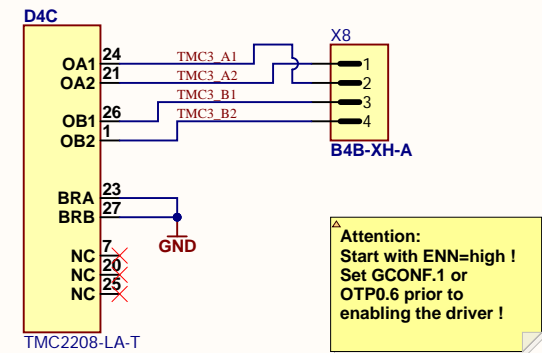 D4C
X8
24
OA1
TMC3_A1
1
21
OA2
TMC3_A2
2
26
OB1
TMC3_B1
3
1
OB2
TMC3_B2
4
B4B-XH-A
23
BRA
27
BRB
GND
7
NC
20
NC
25
NC
TMC2208-LA-T
Attention:
Start with ENN=high !
Set GCONF.1 or
OTP0.6 prior to
enabling the driver !